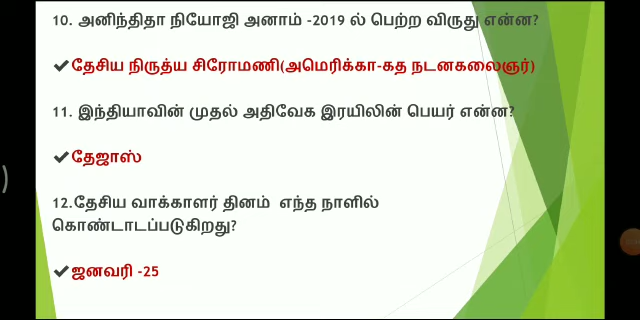 10. அனிந்திதா நியோஜி அனாம் -2019 ல் பெற்ற விருது என்ன?
✔தேசிய நிருத்ய சிரோமணி(அமெரிக்கா-கத நடனகலைஞர்)
11. இந்தியாவின் முதல் அதிவேக இரயிலின் பெயர் என்ன?
✔தேஜாஸ்
12.தேசிய வாக்காளர் தினம் எந்த நாளில்
கொண்டாடப்படுகிறது?
✔ஜனவரி -25